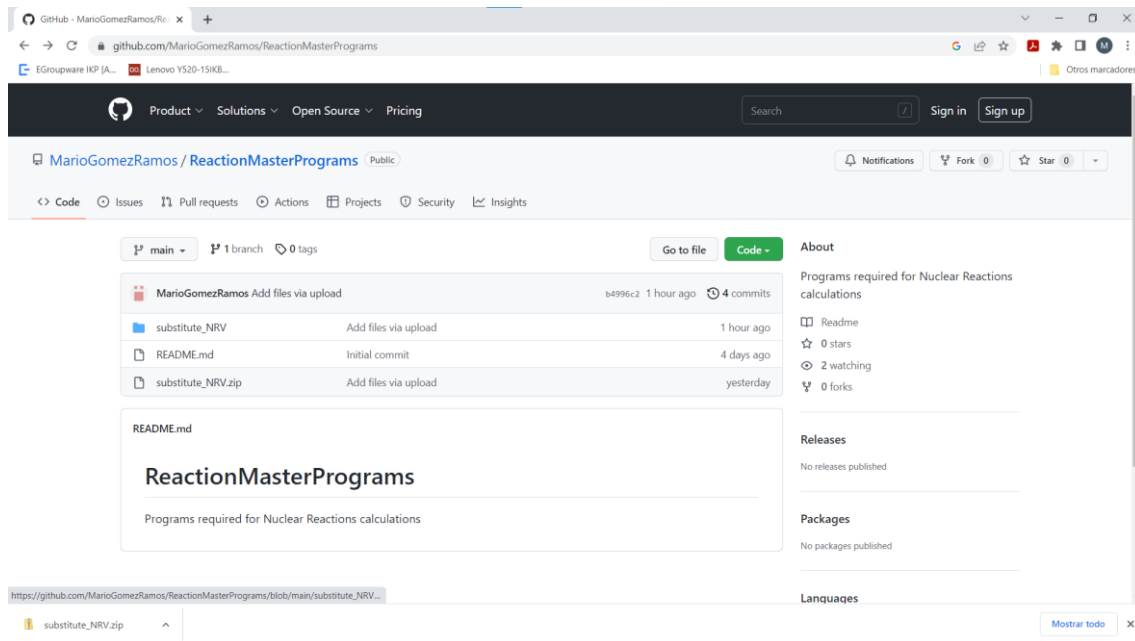 GitHub - MarioGomezRamos/Re
github.com/MarioGomezRamos/ReactionMasterPrograms
EGroupware IKP [A... Lenovo Y520-15IKB... Otros marcadores
Product Solutions Open Source Pricing Search / Sign in Sign up
MarioGomezRamos / ReactionMasterPrograms Public Notifications Fork 0 Star 0
<> Code Issues Pull requests Actions Projects Security Insights
main 1 branch 0 tags Go to file Code
MarioGomezRamos Add files via upload b4996c2 1 hour ago 4 commits
substitute_NRV Add files via upload 1 hour ago
README.md Initial commit 4 days ago
substitute_NRV.zip Add files via upload yesterday
README.md
ReactionMasterPrograms
Programs required for Nuclear Reactions calculations
About
Programs required for Nuclear Reactions
calculations
Readme
0 stars
2 watching
0 forks
Releases
No releases published
Packages
No packages published
Languages
https://github.com/MarioGomezRamos/ReactionMasterPrograms/blob/main/substitute_NRV...
substitute_NRV.zip Mostrar todo